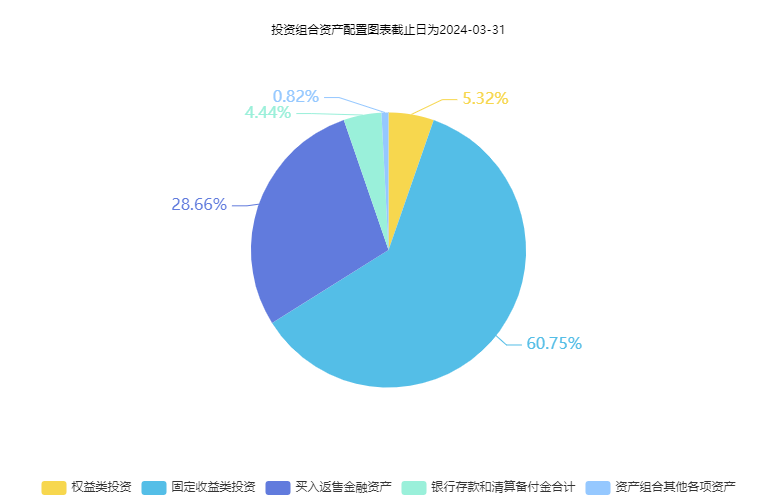 投资组合资产配置图表截止日为2024-03-31
0.82%
5.32%
4.44%
28.66%
60.75%
权益类投资 固定收益类投资 买入返售金融资产 银行存款和清算备付金合计 资产组合其他各项资产